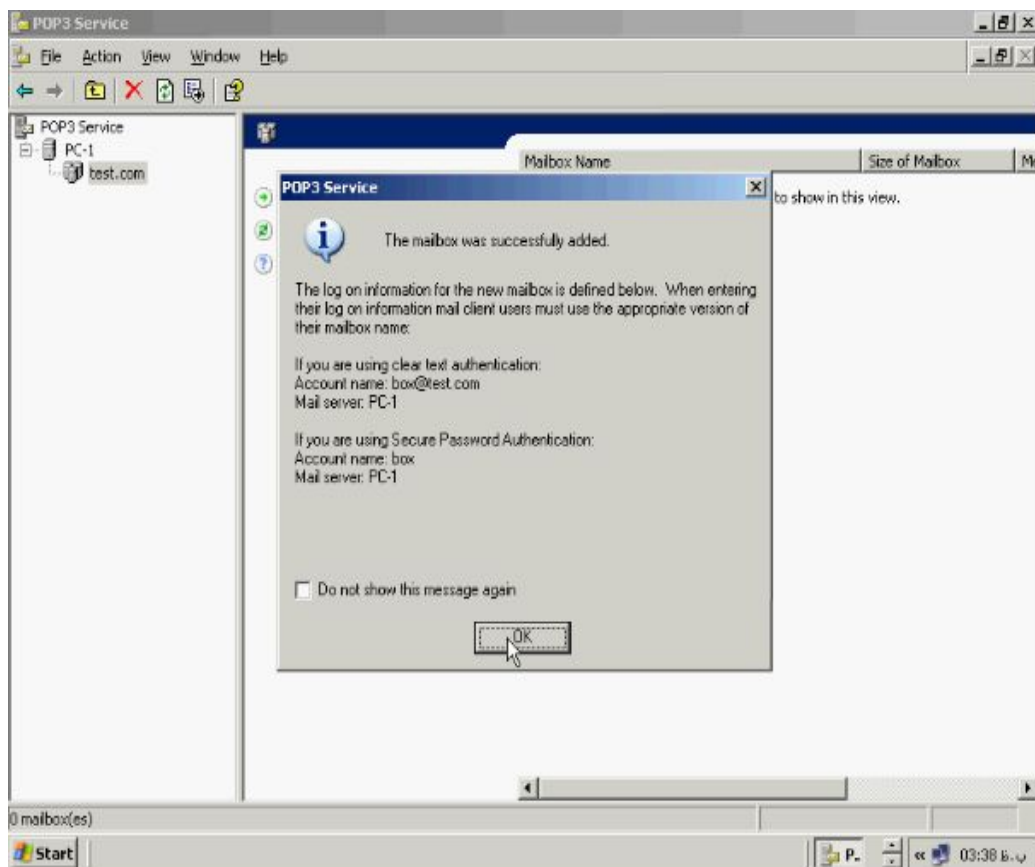 POP3 Service
File Action View Window Help
POP3 Service
PC-1
test.com
Mailbox Name Size of Mailbox
to show in this view.
POP3 Service
The mailbox was successfully added.
The log on information for the new mailbox is defined below. When entering
their log on information mail client users must use the appropriate version of
their mailbox name:
If you are using clear text authentication:
Account name: box@test.com
Mail server: PC-1
If you are using Secure Password Authentication:
Account name: box
Mail server: PC-1
Do not show this message again
OK
0 mailbox(es)
Start P.. « 03:38 ب.ظ